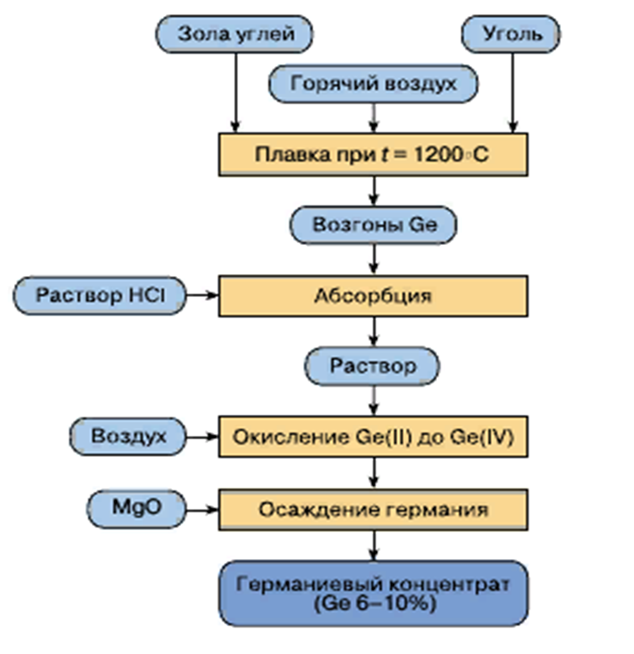 Зола углей
Уголь
Горячий воздух
Плавка при t = 1200◦C
Возгоны Ge
Раствор HCl
Абсорбция
Раствор
Воздух
Окисление Ge(II) до Ge(IV)
MgO
Осаждение германия
Германиевый концентрат
(Ge 6–10%)